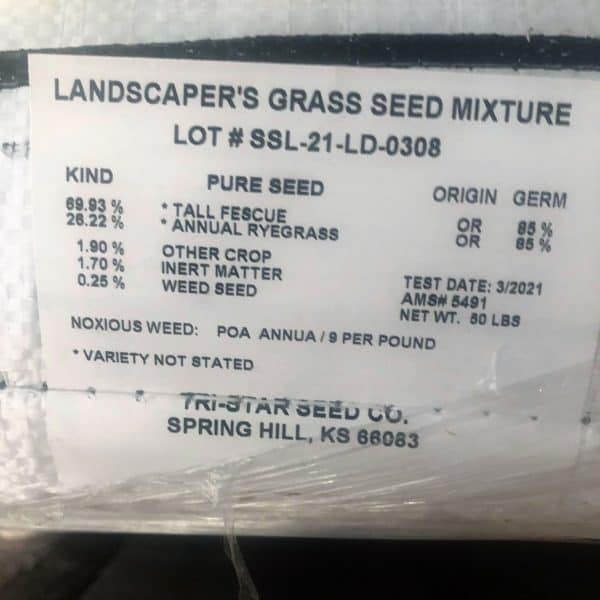 LANDSCAPER'S GRASS SEED MIXTURE
LOT # SSL-21-LD-0308
KIND PURE SEED ORIGIN GERM
69.93 % * TALL FESCUE OR 85 %
26.22 % * ANNUAL RYEGRASS OR 85 %
1.90 % OTHER CROP
1.70 % INERT MATTER TEST DATE: 3/2021
0.25 % WEED SEED AMS# 5491
NET WT. 50 LBS
NOXIOUS WEED: POA ANNUA / 9 PER POUND
* VARIETY NOT STATED
TRI-STAR SEED CO.
SPRING HILL, KS 66083